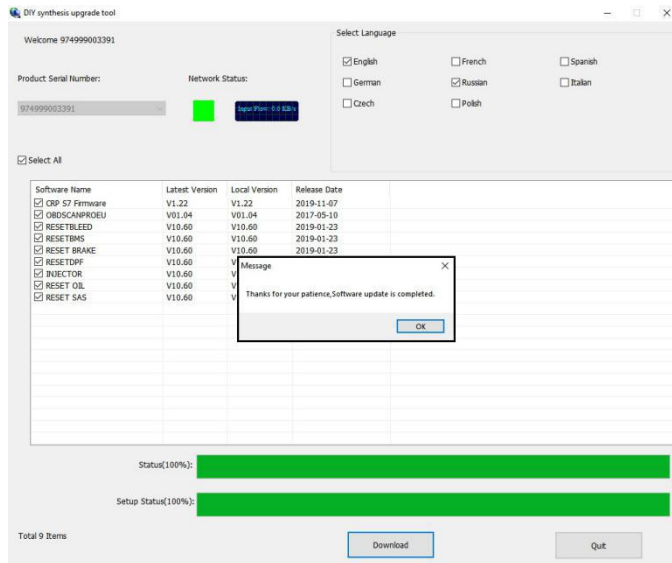 DIY synthesis upgrade tool
Welcome 974999003391
Select Language
English French Spanish
German Russian Italian
Czech Polish
Product Serial Number: Network Status:
974999003391 Input Flow: 0.0 KB/s
Select All
Software Name Latest Version Local Version Release Date
CRP S7 Firmware V1.22 V1.22 2019-11-07
OBDSCANPROEU V01.04 V01.04 2017-05-10
RESETBLEED V10.60 V10.60 2019-01-23
RESETBMS V10.60 V10.60 2019-01-23
RESET BRAKE V10.60 V10.60 2019-01-23
RESETDPF V10.60 V
INJECTOR V10.60 V
RESET OIL V10.60 V
RESET SAS V10.60 V
Message
Thanks for your patience,Software update is completed.
OK
Status(100%):
Setup Status(100%):
Total 9 Items
Download Quit